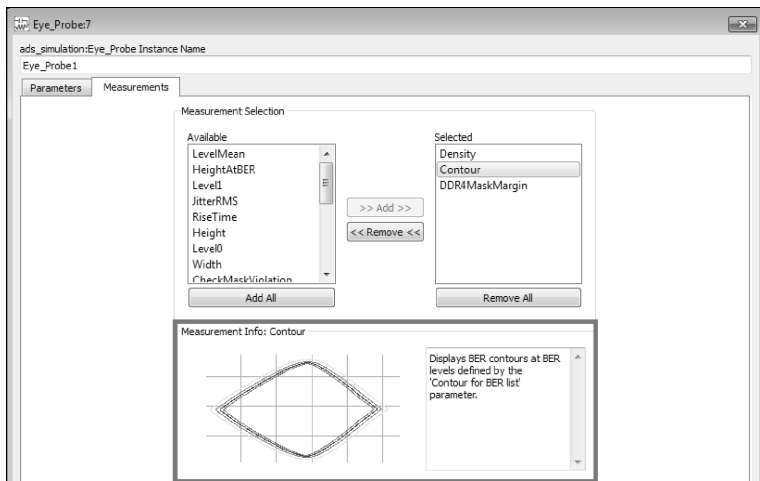 Eye_Probe:7
ads_simulation:Eye_Probe Instance Name
Eye_Probe1
Parameters
Measurements
Measurement Selection
Available
LevelMean
HeightAtBER
Level1
JitterRMS
RiseTime
Height
Level0
Width
CheckMaskViolation
Add All
>> Add >>
<< Remove <<
Selected
Density
Contour
DDR4MaskMargin
Remove All
Measurement Info: Contour
Displays BER contours at BER
levels defined by the
'Contour for BER list'
parameter.